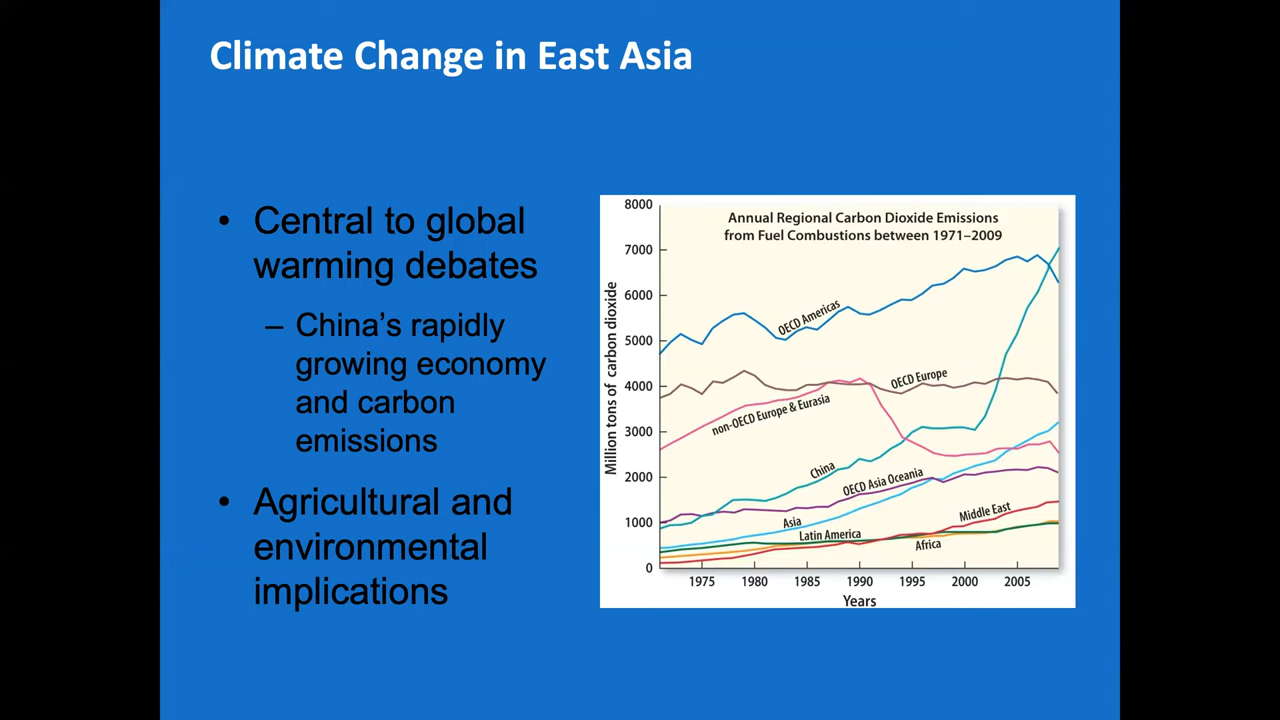 Climate Change in East Asia
• Central to global
warming debates
– China's rapidly
growing economy
and carbon
emissions
• Agricultural and
environmental
implications
Annual Regional Carbon Dioxide Emissions
from Fuel Combustions between 1971–2009
Million tons of carbon dioxide
8000
7000
6000
5000
4000
3000
2000
1000
0
OECD Americas
OECD Europe
non-OECD Europe & Eurasia
China
OECD Asia Oceania
Asia
Latin America
Middle East
Africa
1975 1980 1985 1990 1995 2000 2005
Years